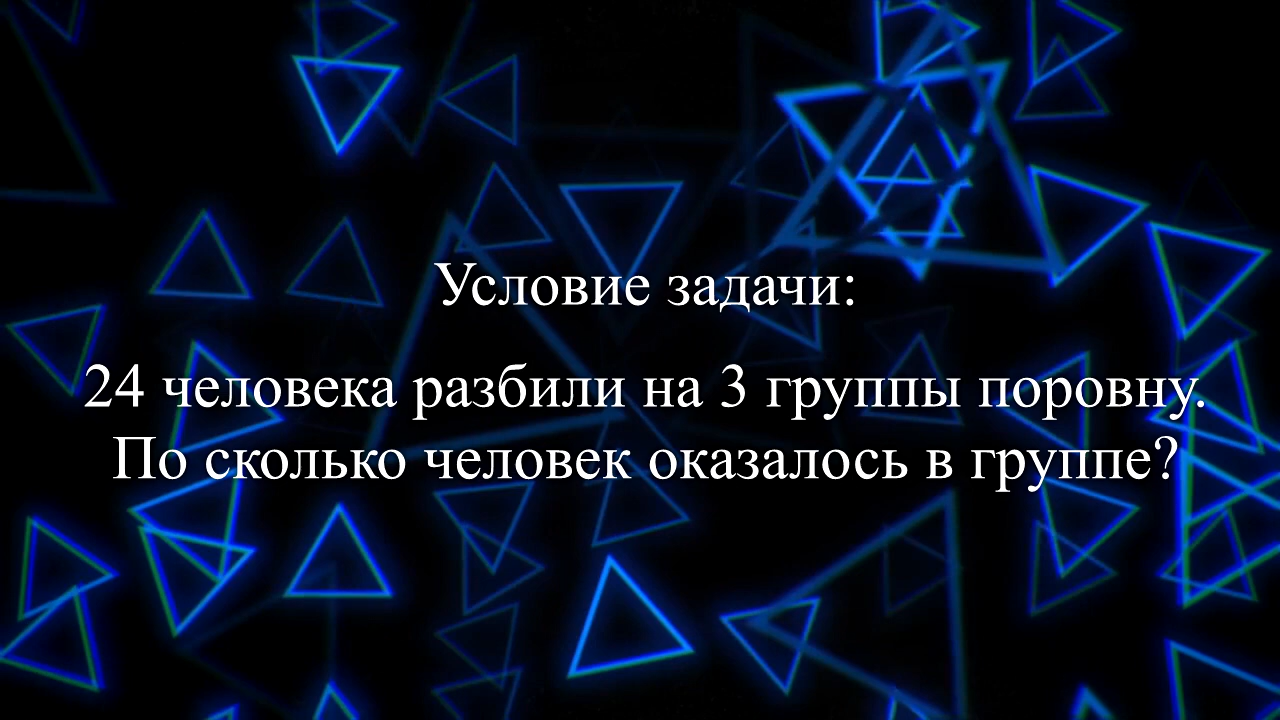 Условие задачи:
24 человека разбили на 3 группы поровну.
По сколько человек оказалось в группе?